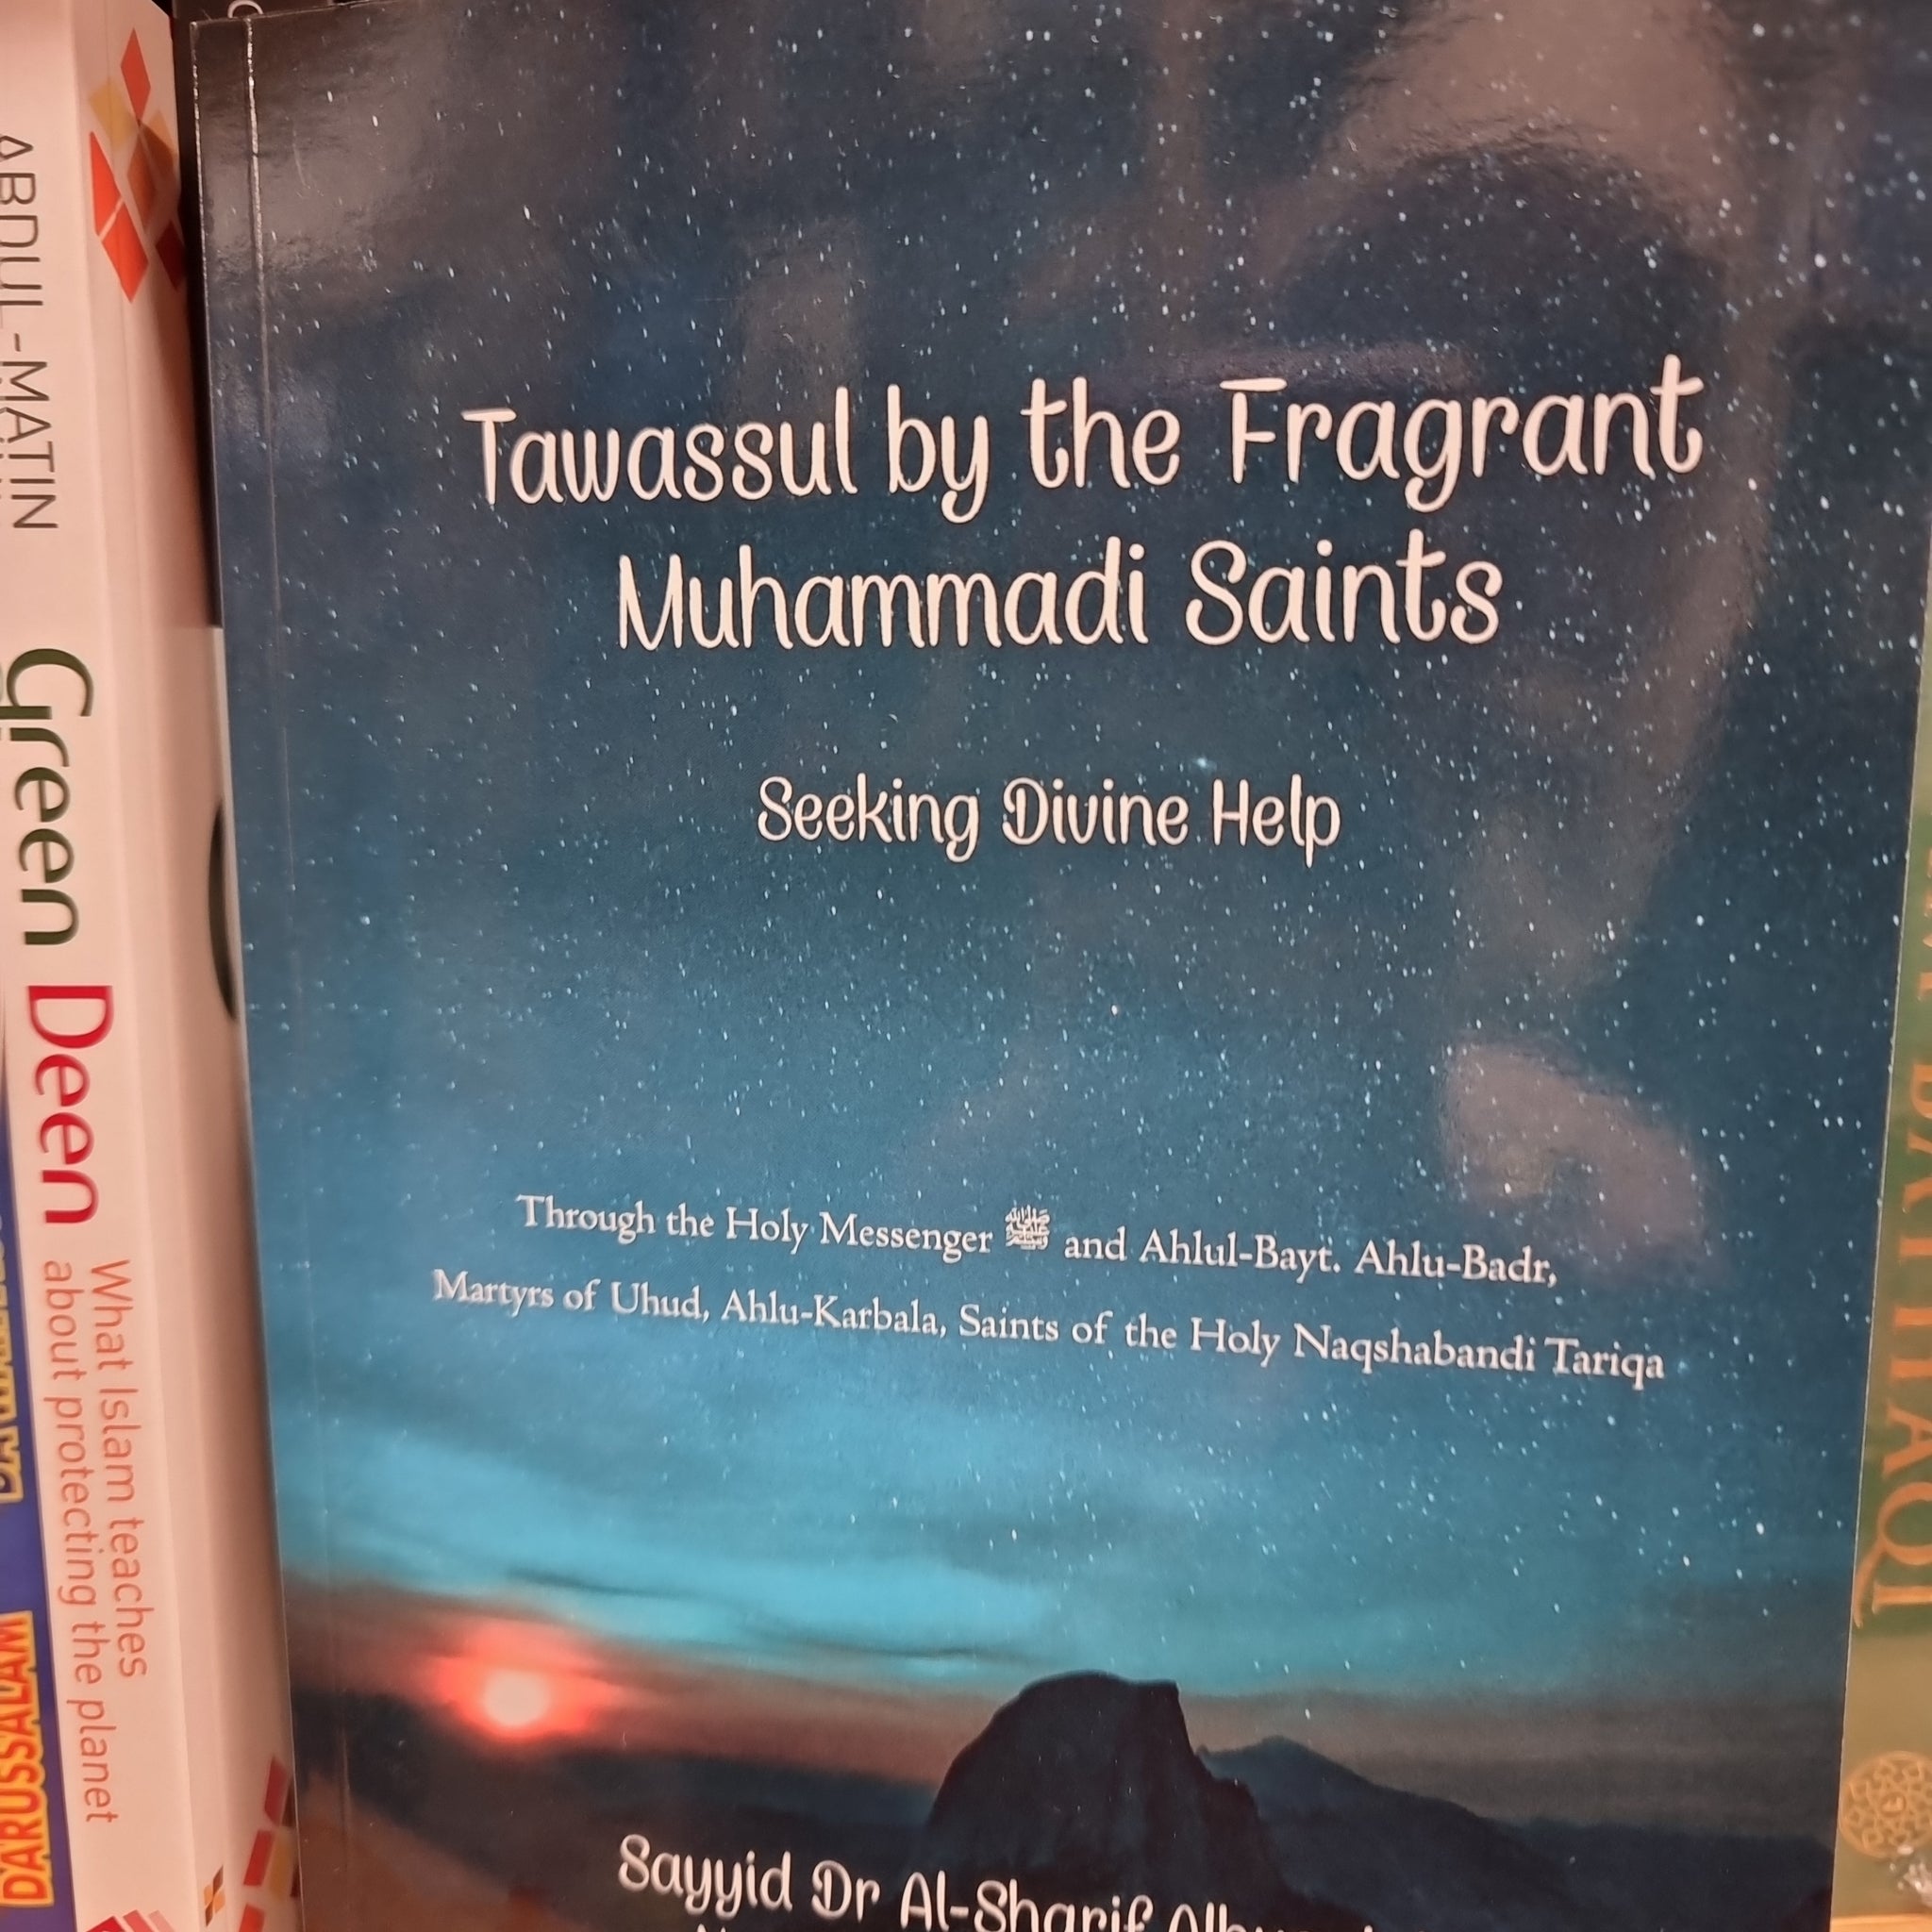 ABDUL-MATIN
Green Deen
What Islam teaches
about protecting the planet
DARUSSALAM
Tawassul by the Fragrant
Muhammadi Saints
Seeking Divine Help
Through the Holy Messenger ﷺ and Ahlul-Bayt. Ahlu-Badr,
Martyrs of Uhud, Ahlu-Karbala, Saints of the Holy Naqshabandi Tariqa
Sayyid Dr Al-Sharif